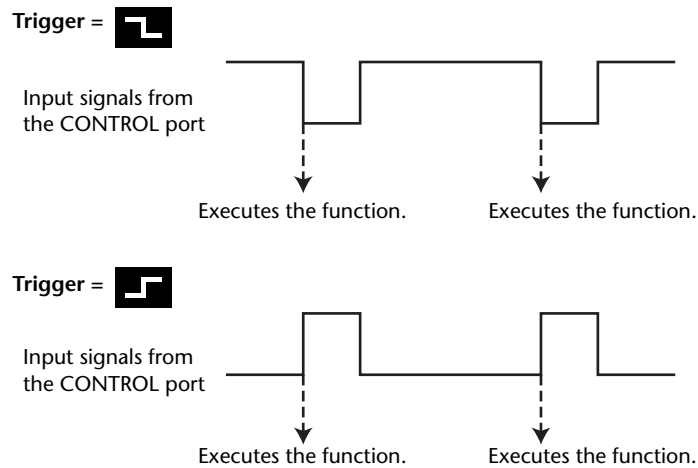 Trigger =
Input signals from
the CONTROL port
Executes the function.
Executes the function.
Trigger =
Input signals from
the CONTROL port
Executes the function.
Executes the function.